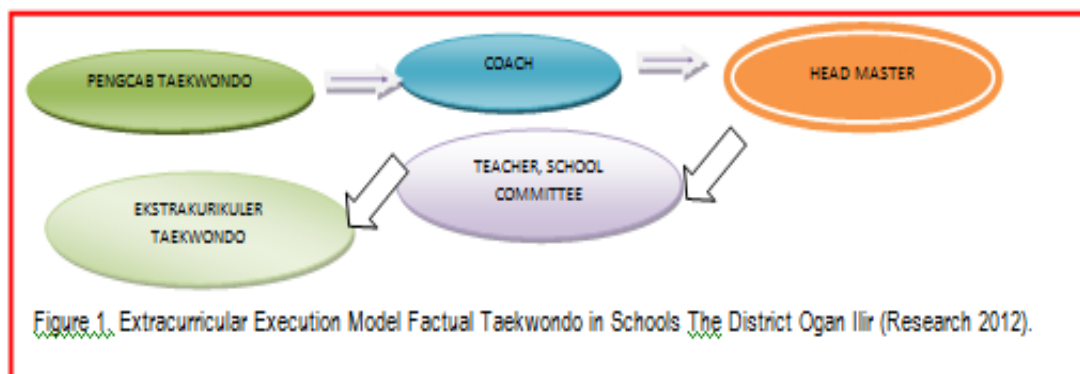 PENGCAB TAEKWONDO
COACH
HEAD MASTER
TEACHER, SCHOOL
COMMITTEE
EKSTRAKURIKULER
TAEKWONDO
Figure 1. Extracurricular Execution Model Factual Taekwondo in Schools The District Ogan Ilir (Research 2012).